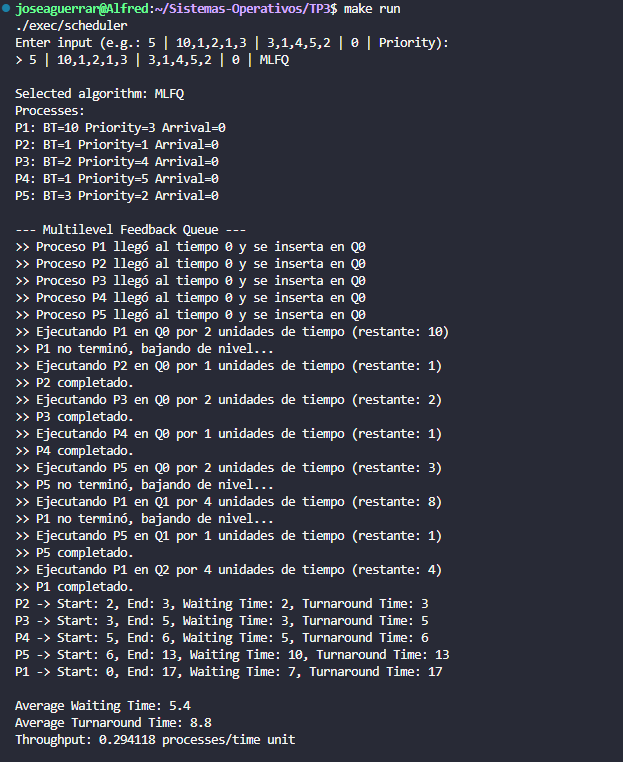 joseaguerrar@Alfred:~/Sistemas-Operativos/TP3$ make run
./exec/scheduler
Enter input (e.g.: 5 | 10,1,2,1,3 | 3,1,4,5,2 | 0 | Priority):
> 5 | 10,1,2,1,3 | 3,1,4,5,2 | 0 | MLFQ
Selected algorithm: MLFQ
Processes:
P1: BT=10 Priority=3 Arrival=0
P2: BT=1 Priority=1 Arrival=0
P3: BT=2 Priority=4 Arrival=0
P4: BT=1 Priority=5 Arrival=0
P5: BT=3 Priority=2 Arrival=0
--- Multilevel Feedback Queue ---
>> Proceso P1 llegó al tiempo 0 y se inserta en Q0
>> Proceso P2 llegó al tiempo 0 y se inserta en Q0
>> Proceso P3 llegó al tiempo 0 y se inserta en Q0
>> Proceso P4 llegó al tiempo 0 y se inserta en Q0
>> Proceso P5 llegó al tiempo 0 y se inserta en Q0
>> Ejecutando P1 en Q0 por 2 unidades de tiempo (restante: 10)
>> P1 no terminó, bajando de nivel...
>> Ejecutando P2 en Q0 por 1 unidades de tiempo (restante: 1)
>> P2 completado.
>> Ejecutando P3 en Q0 por 2 unidades de tiempo (restante: 2)
>> P3 completado.
>> Ejecutando P4 en Q0 por 1 unidades de tiempo (restante: 1)
>> P4 completado.
>> Ejecutando P5 en Q0 por 2 unidades de tiempo (restante: 3)
>> P5 no terminó, bajando de nivel...
>> Ejecutando P1 en Q1 por 4 unidades de tiempo (restante: 8)
>> P1 no terminó, bajando de nivel...
>> Ejecutando P5 en Q1 por 1 unidades de tiempo (restante: 1)
>> P5 completado.
>> Ejecutando P1 en Q2 por 4 unidades de tiempo (restante: 4)
>> P1 completado.
P2 -> Start: 2, End: 3, Waiting Time: 2, Turnaround Time: 3
P3 -> Start: 3, End: 5, Waiting Time: 3, Turnaround Time: 5
P4 -> Start: 5, End: 6, Waiting Time: 5, Turnaround Time: 6
P5 -> Start: 6, End: 13, Waiting Time: 10, Turnaround Time: 13
P1 -> Start: 0, End: 17, Waiting Time: 7, Turnaround Time: 17
Average Waiting Time: 5.4
Average Turnaround Time: 8.8
Throughput: 0.294118 processes/time unit